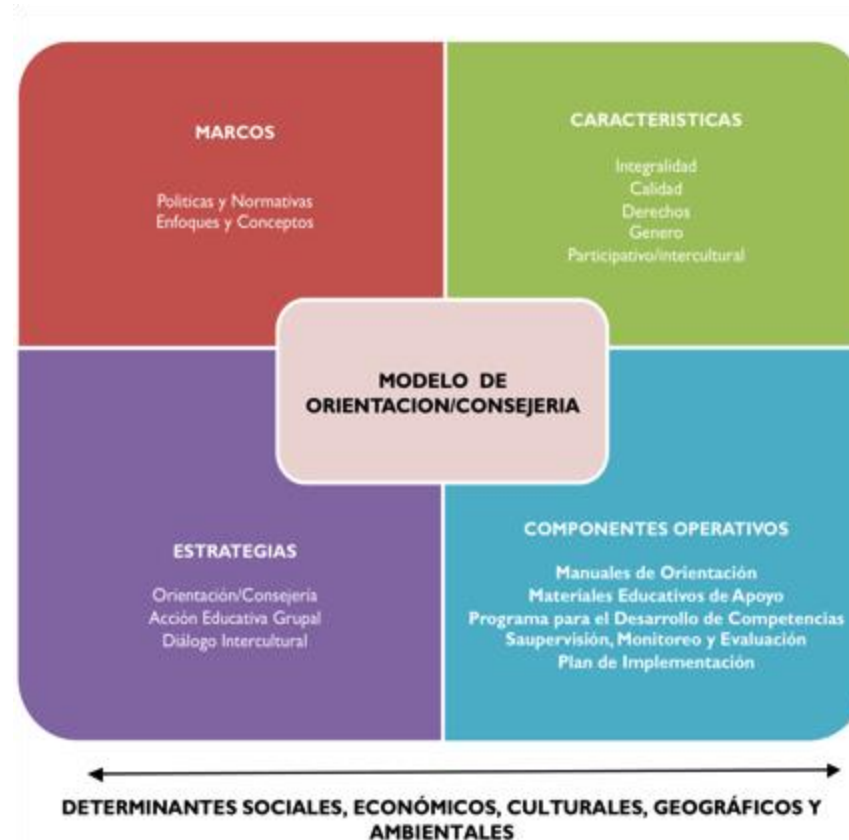 MARCOS
Politicas y Normativas
Enfoques y Conceptos
CARACTERISTICAS
Integralidad
Calidad
Derechos
Genero
Participativo/intercultural
MODELO DE
ORIENTACION/CONSEJERIA
ESTRATEGIAS
Orientación/Consejería
Acción Educativa Grupal
Diálogo Intercultural
COMPONENTES OPERATIVOS
Manuales de Orientación
Materiales Educativos de Apoyo
Programa para el Desarrollo de Competencias
Saupervisión, Monitoreo y Evaluación
Plan de Implementación
DETERMINANTES SOCIALES, ECONÓMICOS, CULTURALES, GEOGRÁFICOS Y
AMBIENTALES